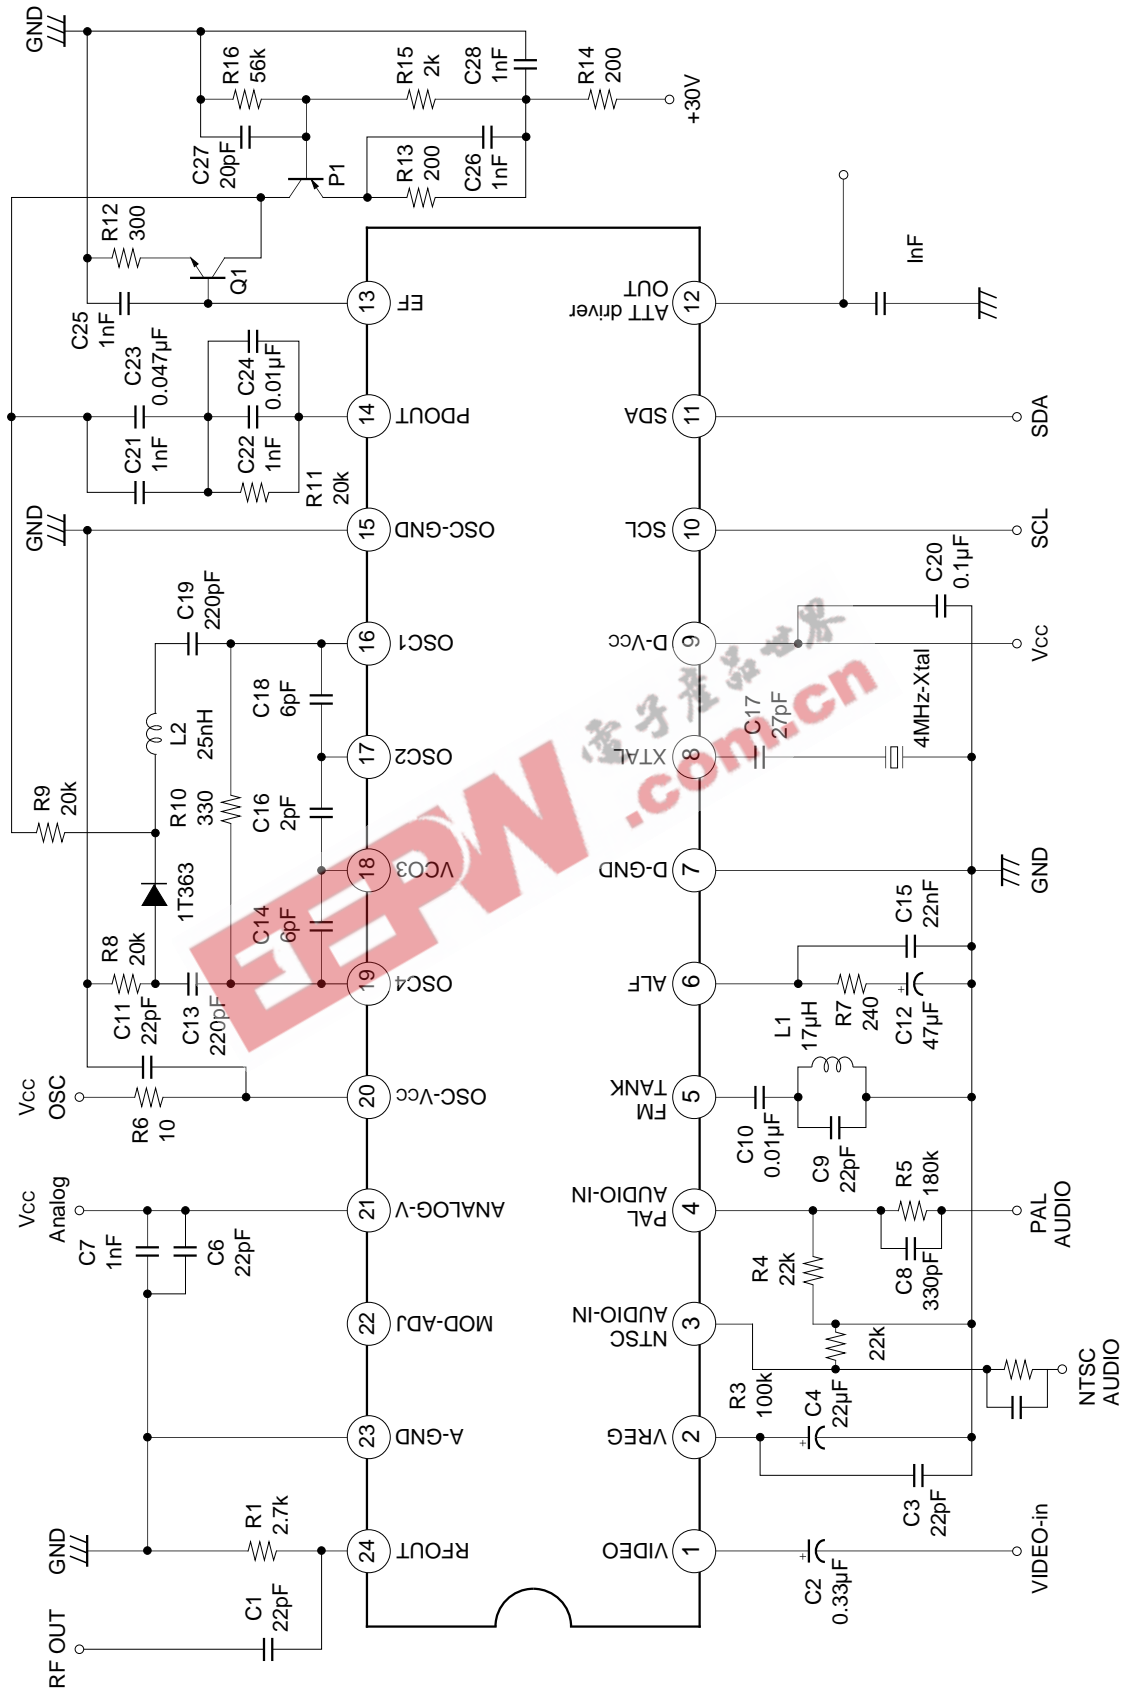 RF OUT
C1
22pF
GND
R1
2.7k
Vcc
Analog
C7
1nF
C6
22pF
Vcc
OSC
R6
10
C11
22pF
R8
20k
C13
220pF
1T363
R9
20k
R10
330
L2
25nH
C19
220pF
C14
6pF
C16
2pF
C18
6pF
GND
C21
1nF
C23
0.047µF
C22
1nF
C24
0.01µF
R11
20k
C25
1nF
R12
300
Q1
GND
C27
20pF
R16
56k
P1
R15
2k
R13
200
C28
1nF
C26
1nF
R14
200
+30V
24
RFOUT
23
A-GND
22
MOD-ADJ
21
ANALOG-V
20
OSC-Vcc
19
OSC4
18
VCO3
17
OSC2
16
OSC1
15
OSC-GND
14
PDOUT
13
EF
VIDEO
1
VREG
2
NTSC
AUDIO-IN
3
PAL
AUDIO-IN
4
FM
TANK
5
ALF
6
D-GND
7
XTAL
8
D-Vcc
9
SCL
10
SDA
11
ATT driver
OUT
12
C2
0.33µF
VIDEO-in
C3
22pF
C4
22µF
R3
100k
22k
NTSC
AUDIO
R4
22k
C8
330pF
R5
180k
PAL
AUDIO
C10
0.01µF
C9
22pF
L1
17µH
R7
240
C12
47µF
C15
22nF
GND
C17
27pF
4MHz-Xtal
Vcc
C20
0.1µF
SCL
SDA
InF
EEPW
電子產品世界
.com.cn